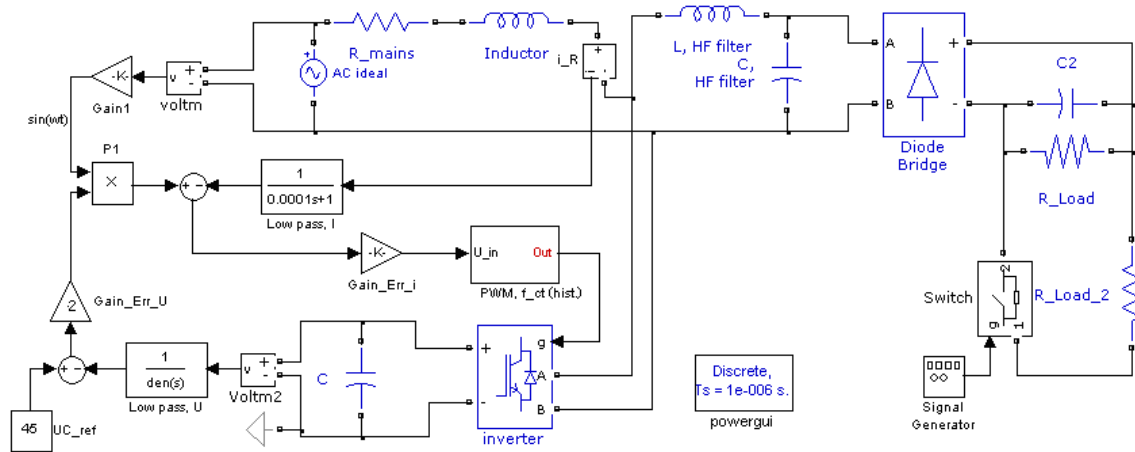 R_mains
Inductor
i_R
+
−
L, HF filter
C,
HF filter
A
B
+
-
Diode
Bridge
C2
R_Load
R_Load_2
AC ideal
+
v
+
-
voltm
-K-
Gain1
sin(wt)
P1
×
+ −
1
0.0001s+1
Low pass, I
-K-
Gain_Err_i
U_in
Out
PWM, f_ct (hist.)
-2
Gain_Err_U
+ −
45
UC_ref
1
den(s)
Low pass, U
v
+
-
Voltm2
C
+
-
g
A
B
inverter
Discrete,
Ts = 1e-006 s.
powergui
Switch
2
g
1
Signal
Generator